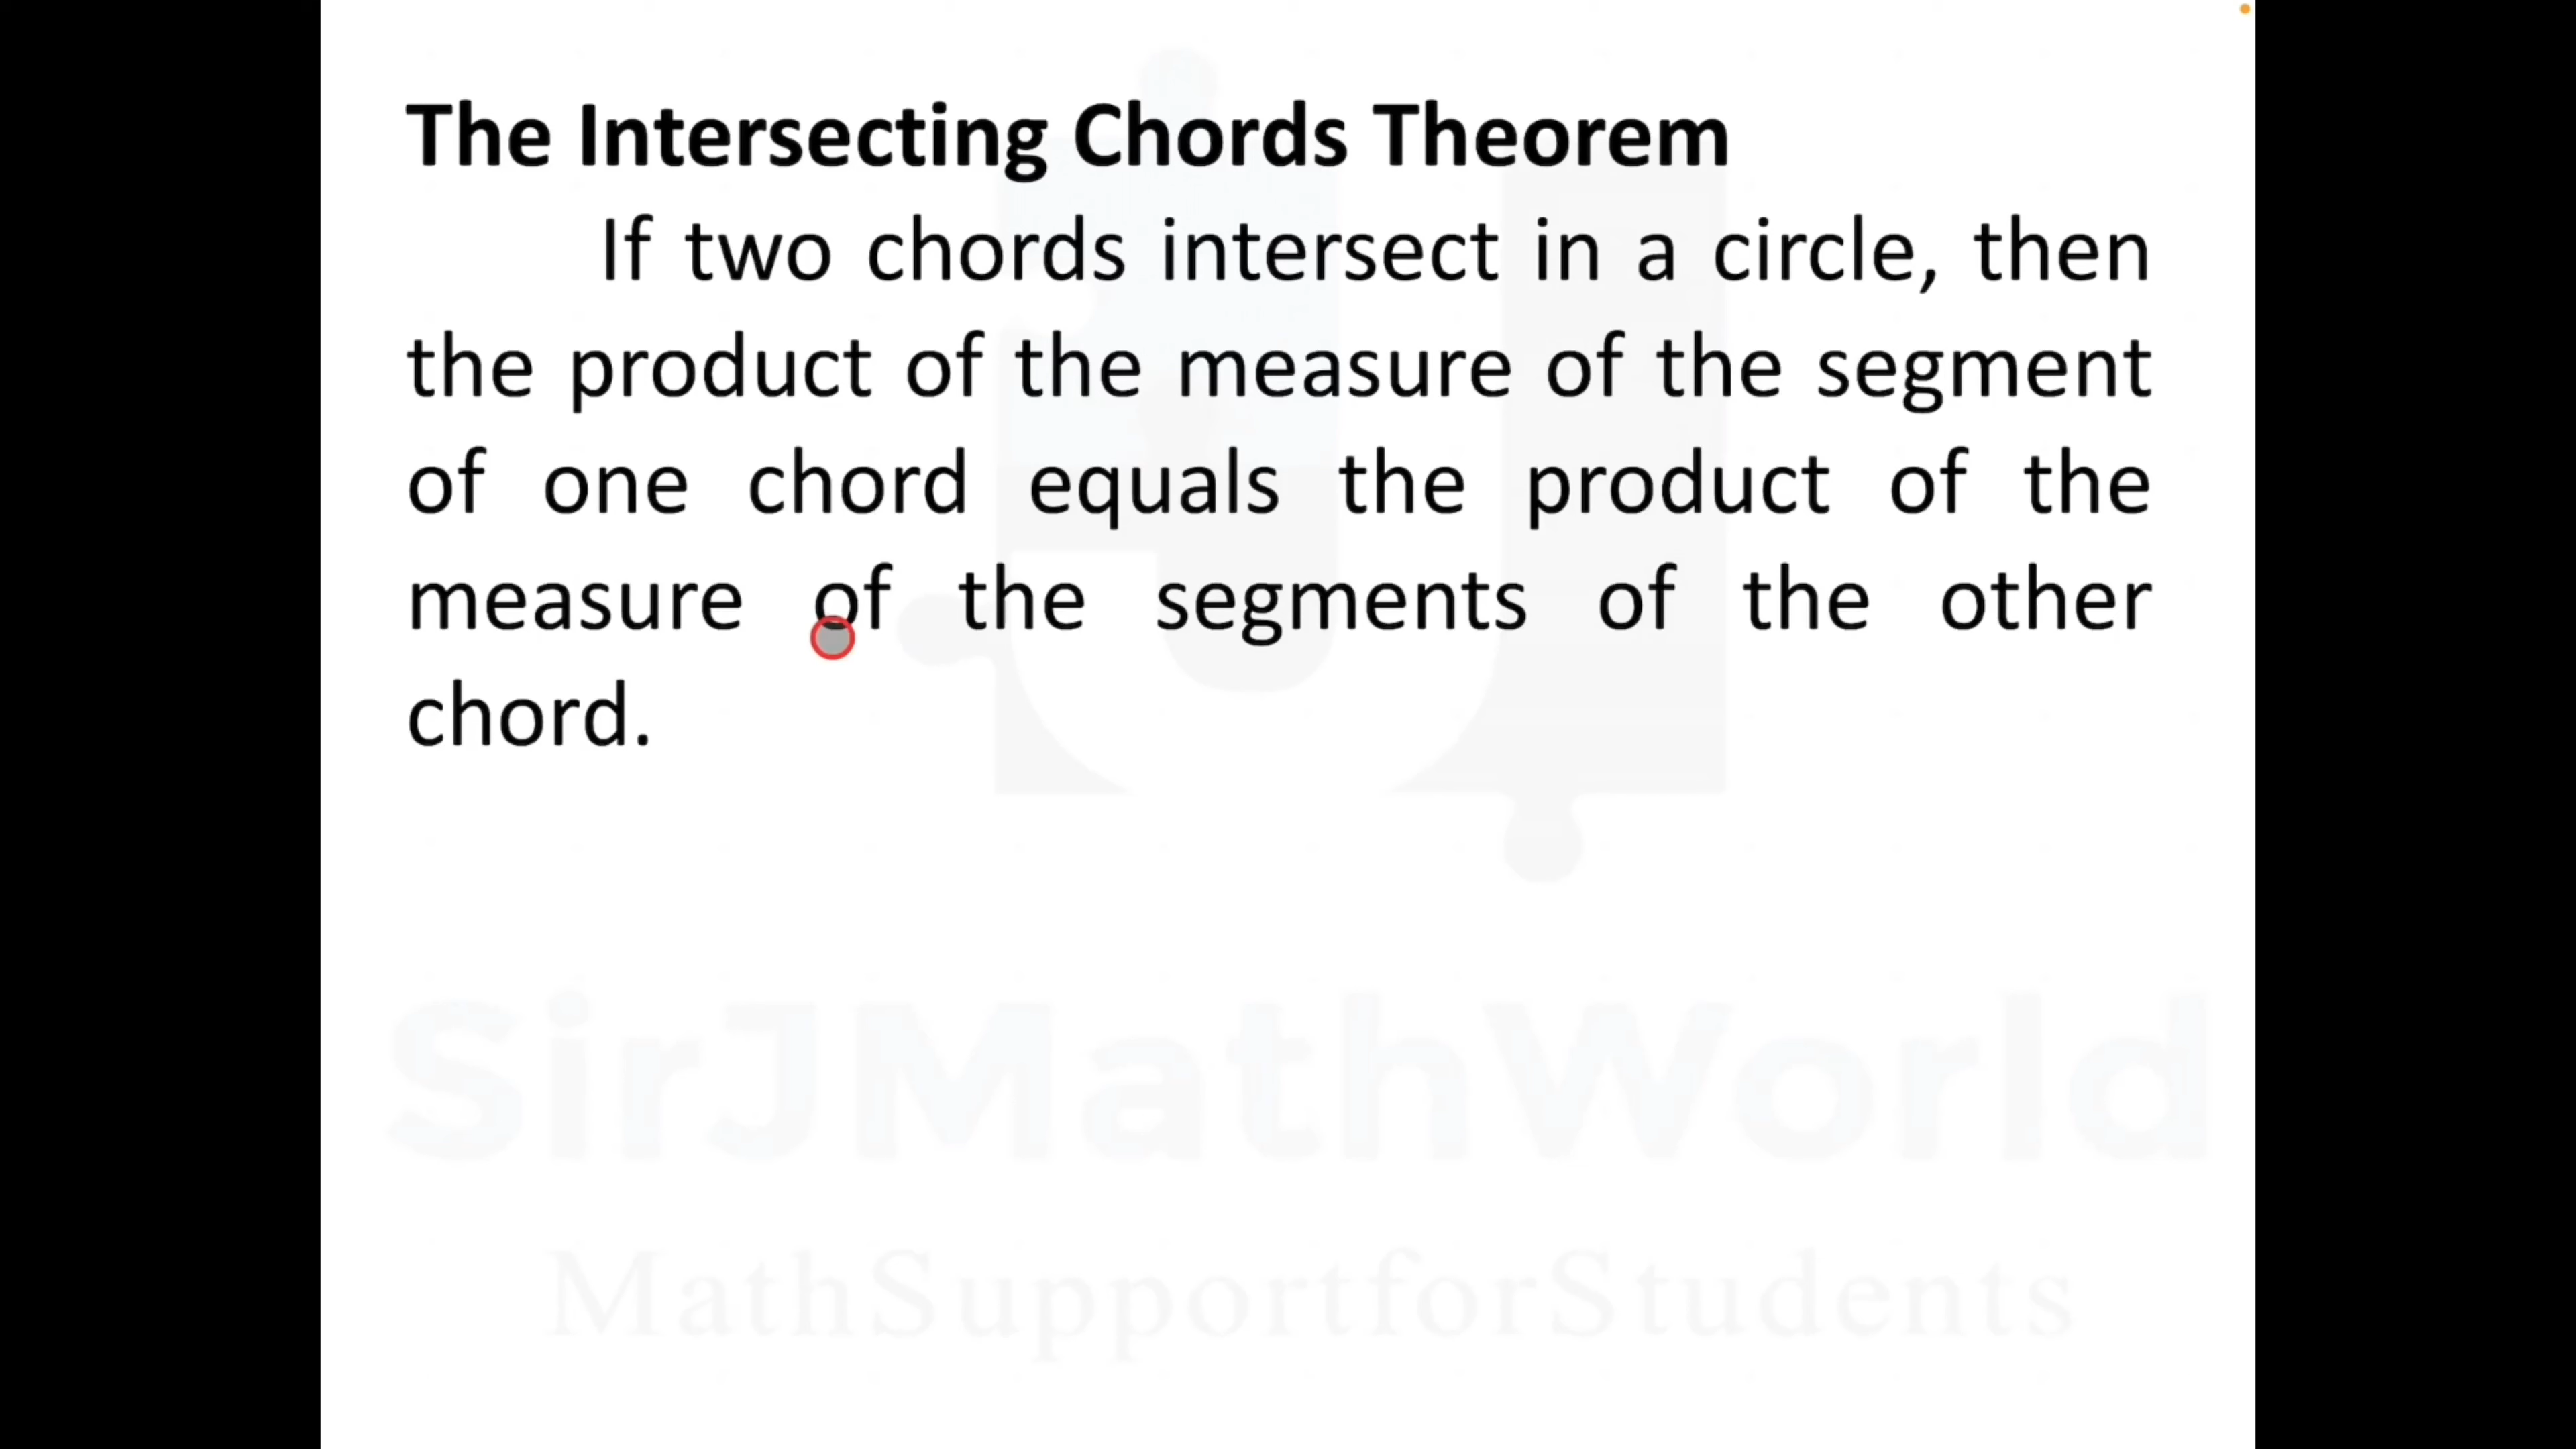 The Intersecting Chords Theorem
If two chords intersect in a circle, then
the product of the measure of the segment
of one chord equals the product of the
measure of the segments of the other
chord.
SirJMathWorld
MathSupportforStudents